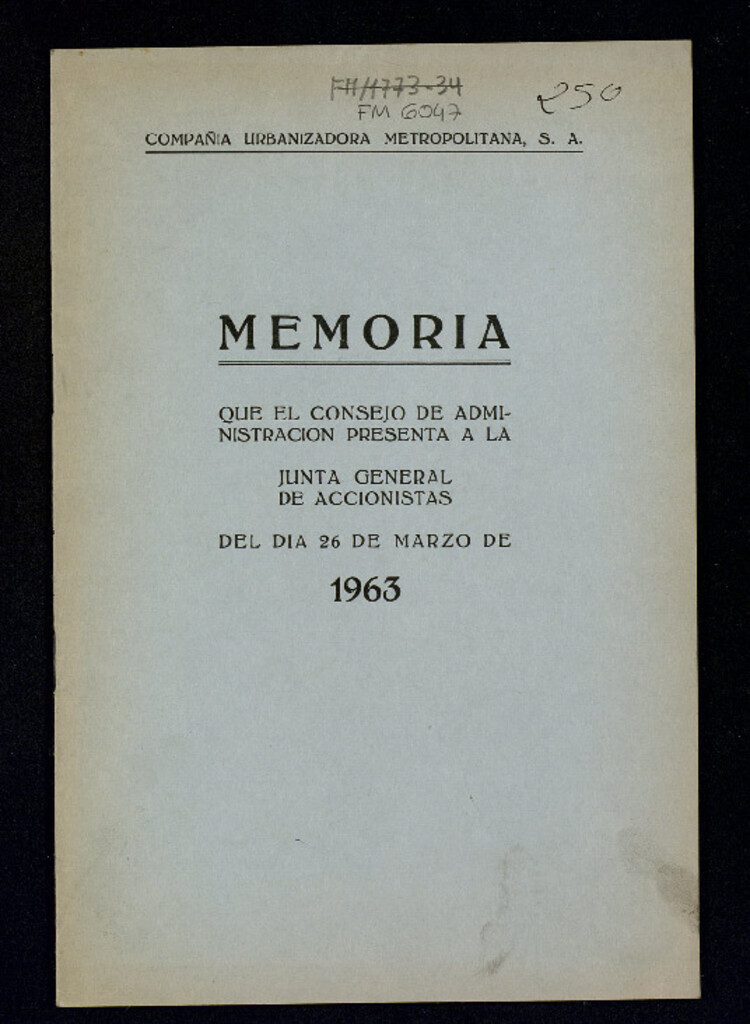 FM/1773-34
FM 6047
250
COMPAÑIA URBANIZADORA METROPOLITANA, S. A.
MEMORIA
QUE EL CONSEJO DE ADMI-
NISTRACION PRESENTA A LA
JUNTA GENERAL
DE ACCIONISTAS
DEL DIA 26 DE MARZO DE
1963